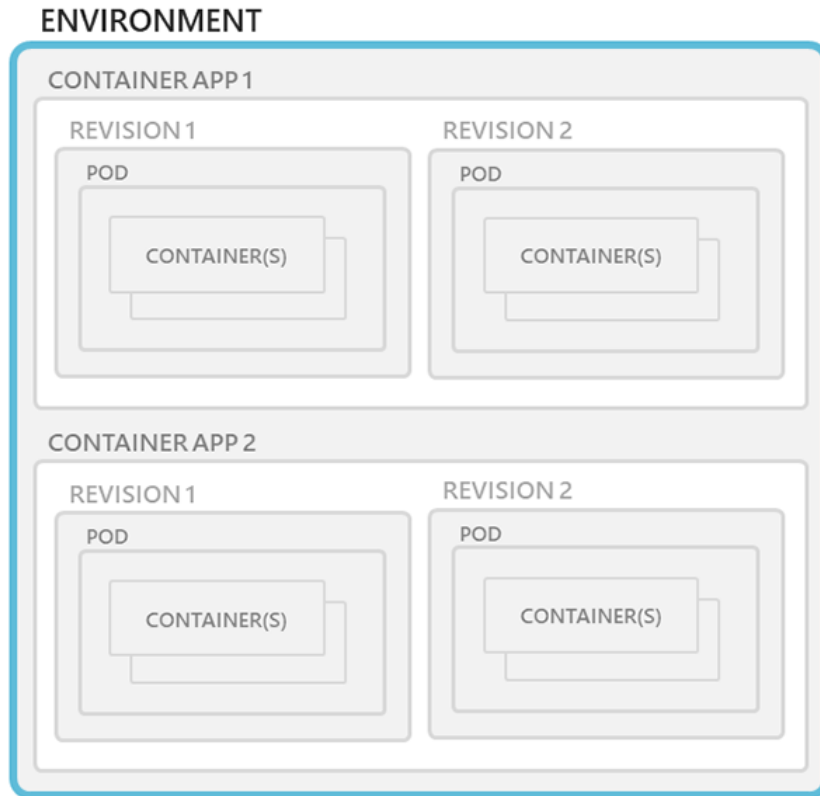 ENVIRONMENT
CONTAINER APP 1
REVISION 1
REVISION 2
POD
POD
CONTAINER(S)
CONTAINER(S)
CONTAINER APP 2
REVISION 1
REVISION 2
POD
POD
CONTAINER(S)
CONTAINER(S)